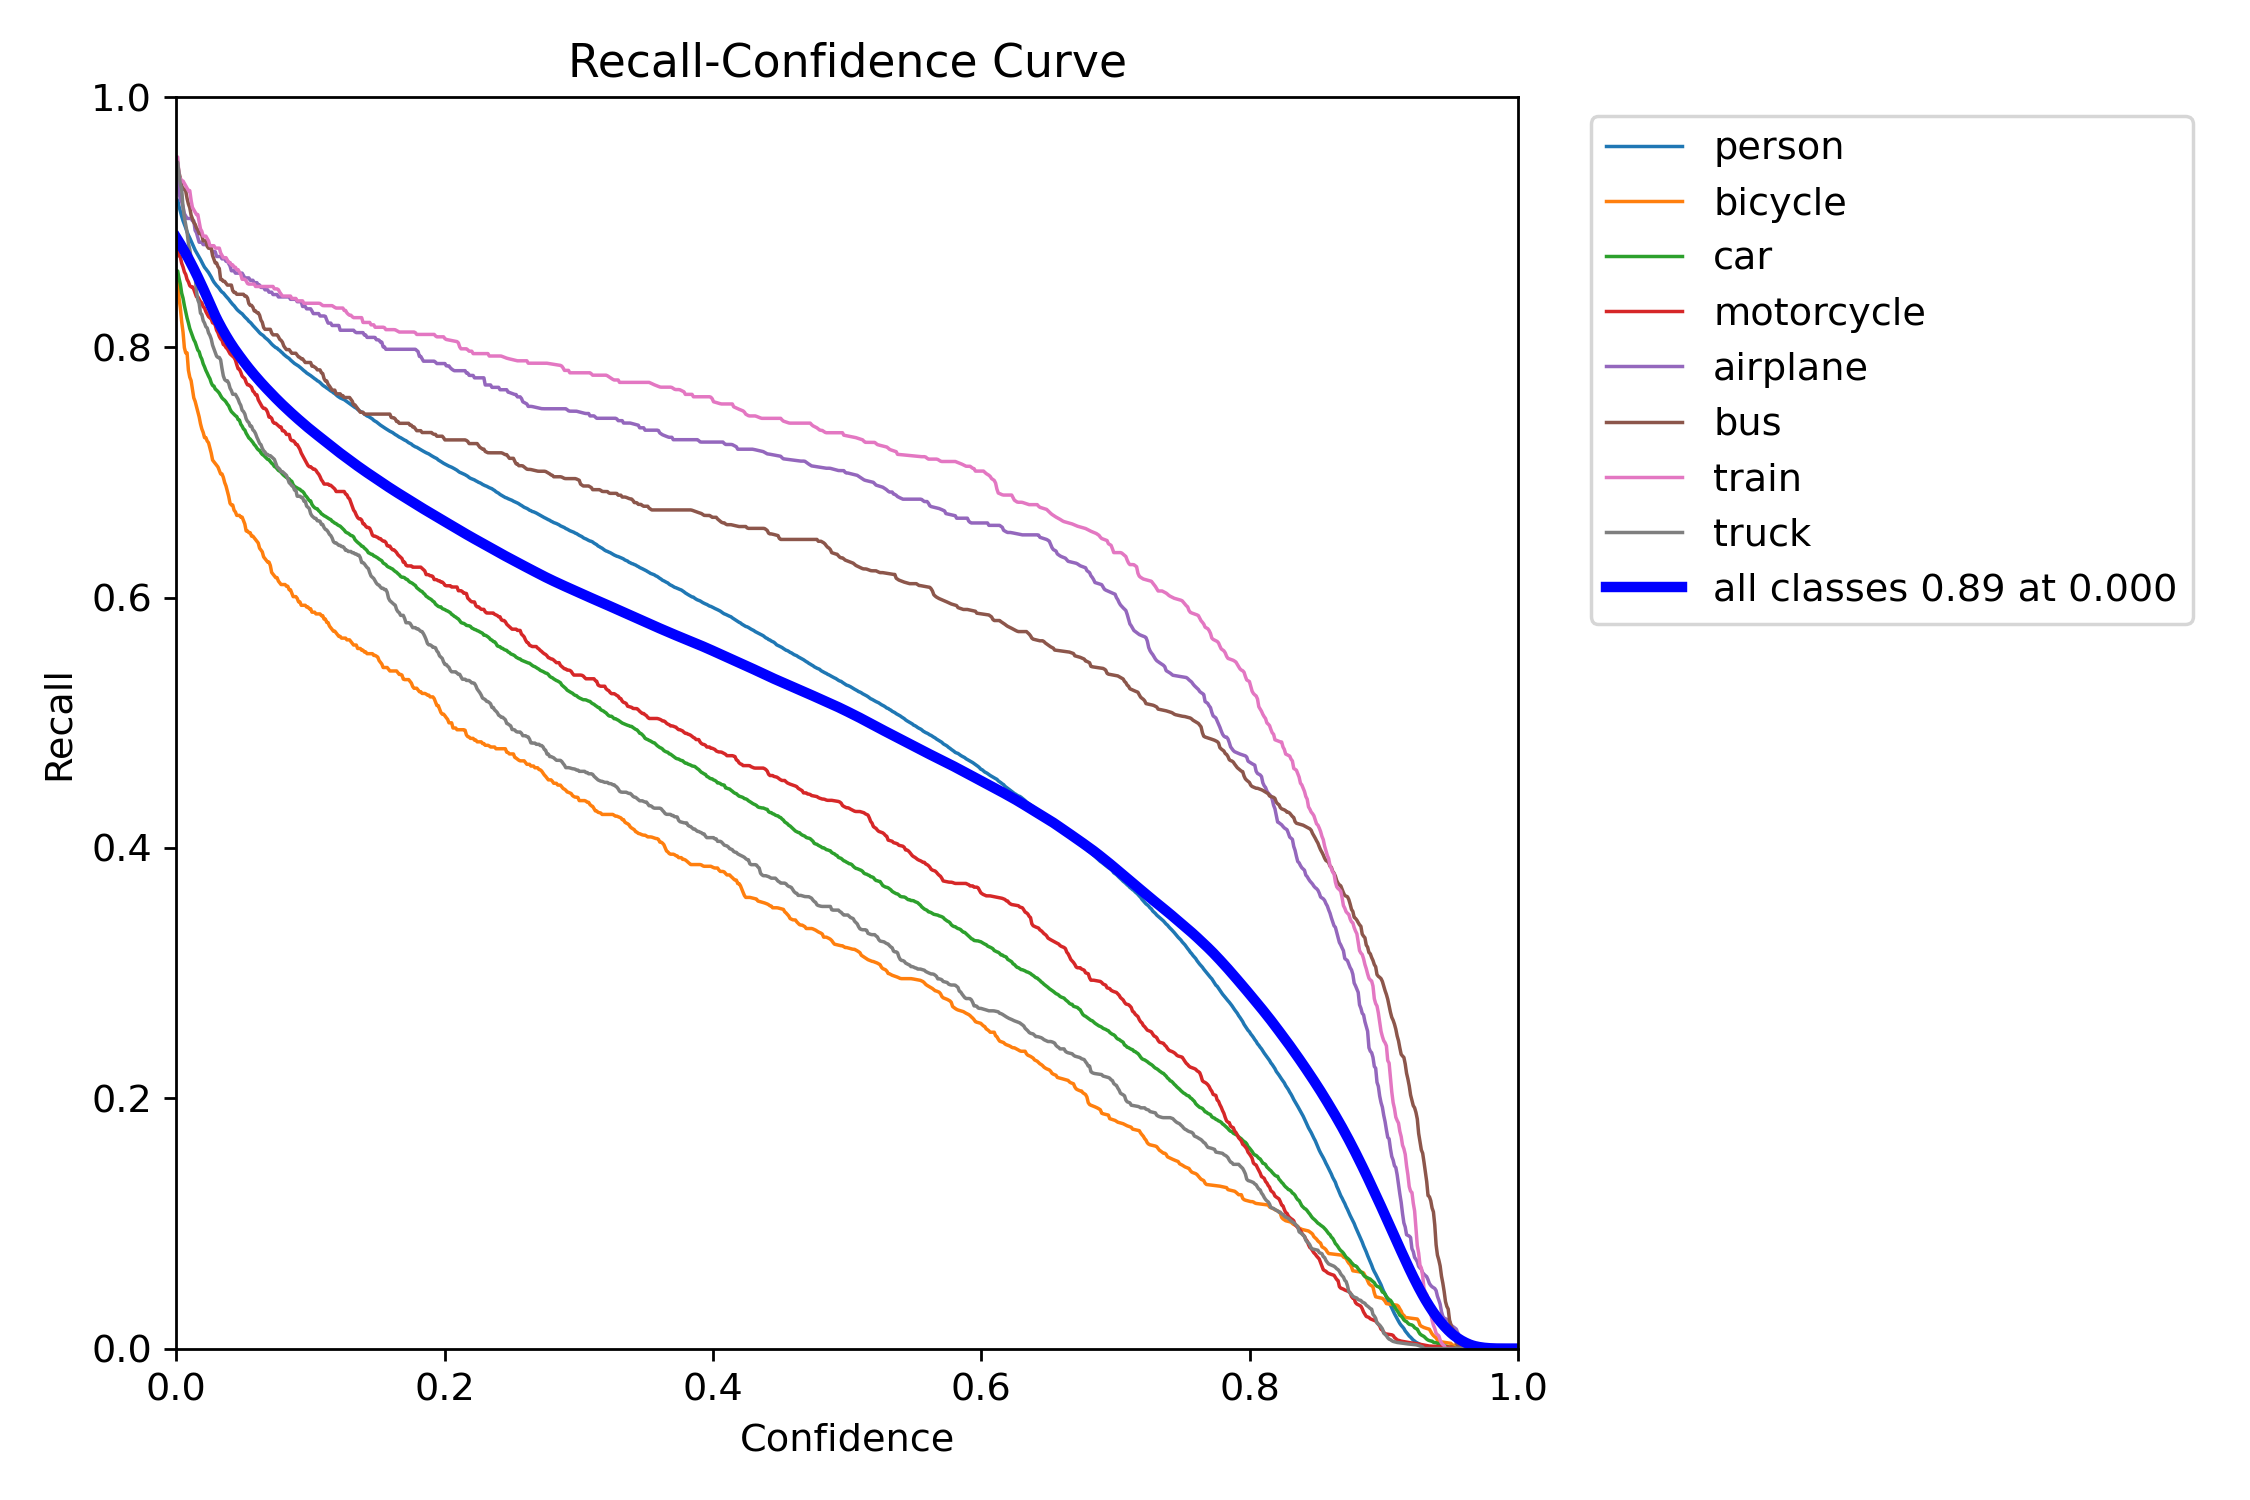 Recall-Confidence Curve
1.0
0.8
0.6
0.4
0.2
0.0
Recall
0.0 0.2 0.4 0.6 0.8 1.0
Confidence
person
bicycle
car
motorcycle
airplane
bus
train
truck
all classes 0.89 at 0.000